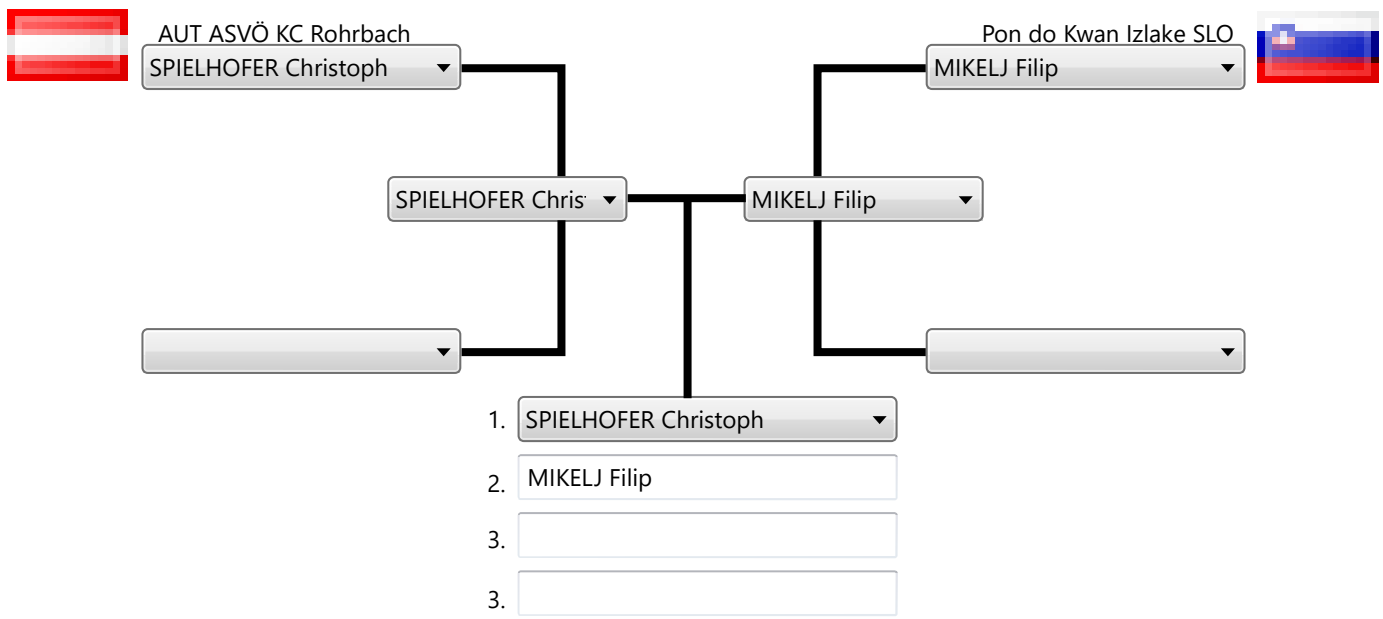 AUT ASVÖ KC Rohrbach
Pon do Kwan Izlake SLO
SPIELHOFER Christoph
MIKELJ Filip
SPIELHOFER Chris
MIKELJ Filip
1. SPIELHOFER Christoph
2. MIKELJ Filip
3.
3.